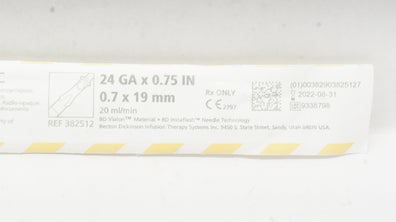 C
24 GA x 0.75 IN
0.7 x 19 mm
20 ml/min
REF 382512
BD Vialon™ Material • BD Instaflash™ Needle Technology
Becton Dickinson Infusion Therapy Systems Inc. 9450 S. State Street, Sandy, Utah 84070 USA.
Rx ONLY
CE 2797
(01)00382903825127
2022-08-31
9338798